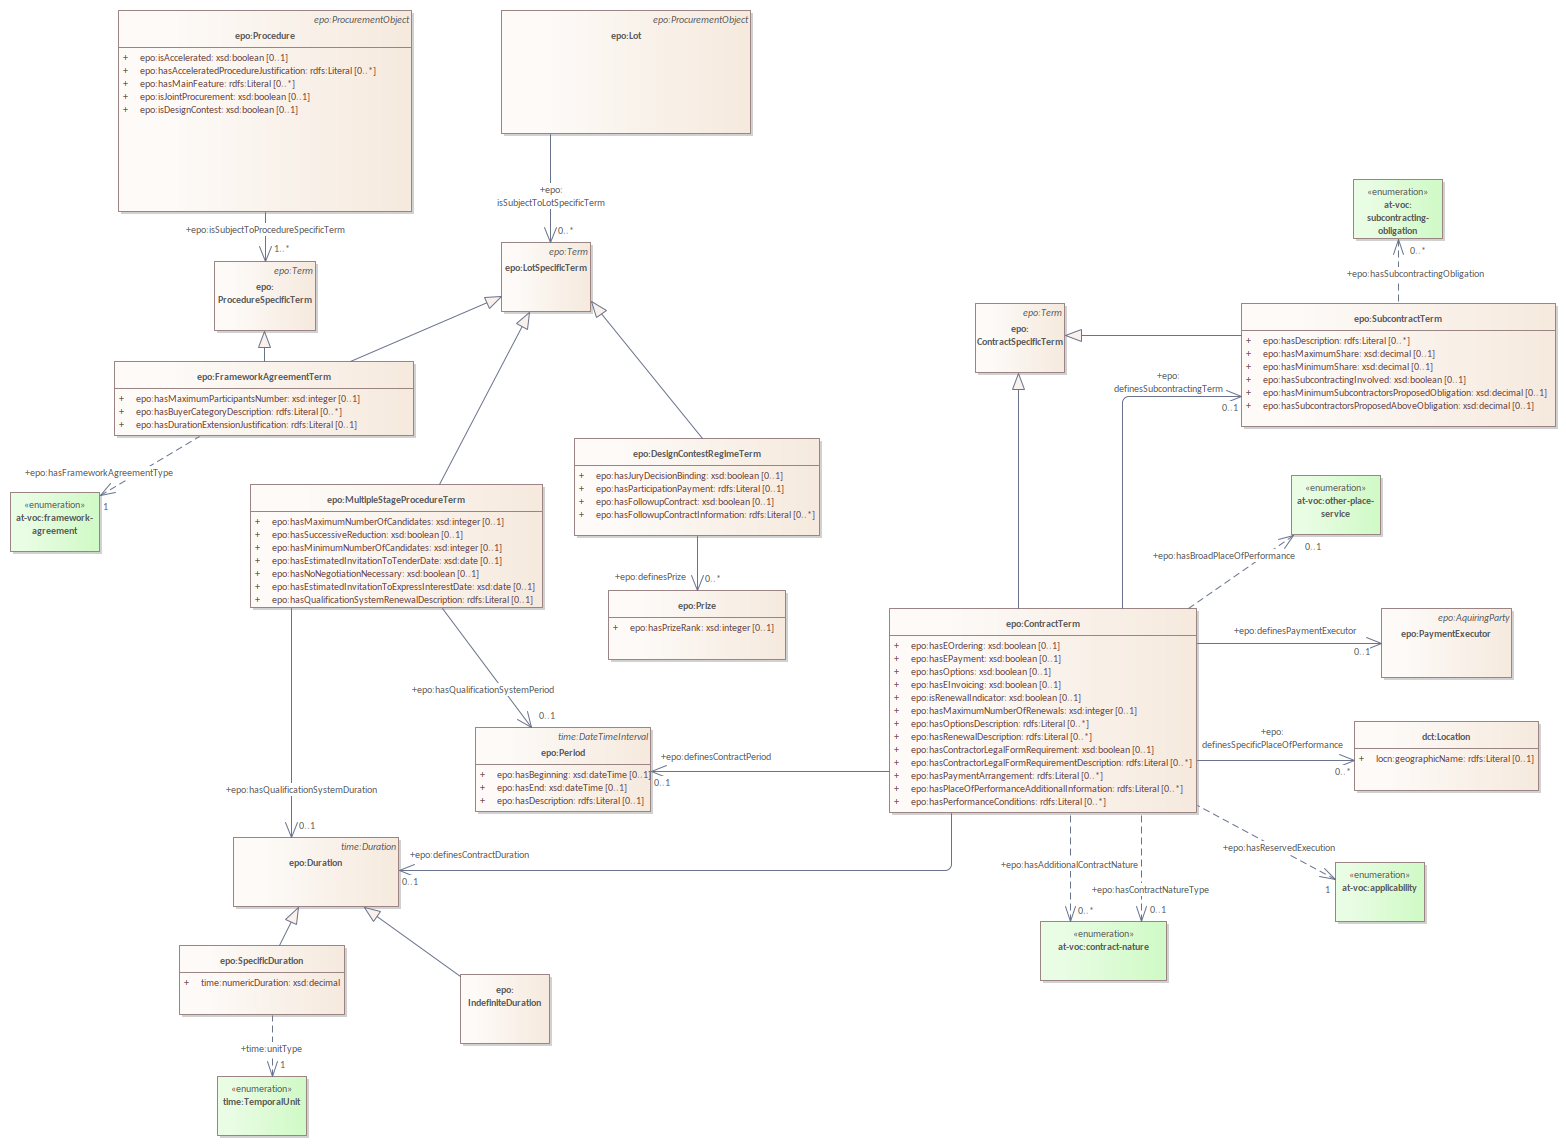 epo:ProcurementObject
epo:Procedure
+ epo:isAccelerated: xsd:boolean [0..1]
+ epo:hasAcceleratedProcedureJustification: rdfs:Literal [0..*]
+ epo:hasMainFeature: rdfs:Literal [0..*]
+ epo:isJointProcurement: xsd:boolean [0..1]
+ epo:isDesignContest: xsd:boolean [0..1]
epo:ProcurementObject
epo:Lot
+epo:isSubjectToProcedureSpecificTerm
1..*
+epo:
isSubjectToLotSpecificTerm
0..*
epo:Term
epo:
ProcedureSpecificTerm
epo:Term
epo:LotSpecificTerm
epo:FrameworkAgreementTerm
+ epo:hasMaximumParticipantsNumber: xsd:integer [0..1]
+ epo:hasBuyerCategoryDescription: rdfs:Literal [0..*]
+ epo:hasDurationExtensionJustification: rdfs:Literal [0..1]
+epo:hasFrameworkAgreementType
1
«enumeration»
at-voc:framework-
agreement
epo:MultipleStageProcedureTerm
+ epo:hasMaximumNumberOfCandidates: xsd:integer [0..1]
+ epo:hasSuccessiveReduction: xsd:boolean [0..1]
+ epo:hasMinimumNumberOfCandidates: xsd:integer [0..1]
+ epo:hasEstimatedInvitationToTenderDate: xsd:date [0..1]
+ epo:hasNoNegotiationNecessary: xsd:boolean [0..1]
+ epo:hasEstimatedInvitationToExpressInterestDate: xsd:date [0..1]
+ epo:hasQualificationSystemRenewalDescription: rdfs:Literal [0..1]
epo:DesignContestRegimeTerm
+ epo:hasJuryDecisionBinding: xsd:boolean [0..1]
+ epo:hasParticipationPayment: rdfs:Literal [0..1]
+ epo:hasFollowupContract: xsd:boolean [0..1]
+ epo:hasFollowupContractInformation: rdfs:Literal [0..*]
+epo:definesPrize
0..*
epo:Prize
+ epo:hasPrizeRank: xsd:integer [0..1]
+epo:hasQualificationSystemPeriod
0..1
time:DateTimeInterval
epo:Period
+ epo:hasBeginning: xsd:dateTime [0..1]
+ epo:hasEnd: xsd:dateTime [0..1]
+ epo:hasDescription: rdfs:Literal [0..1]
+epo:definesContractPeriod
0..1
+epo:hasQualificationSystemDuration
0..1
time:Duration
epo:Duration
+epo:definesContractDuration
0..1
epo:SpecificDuration
+ time:numericDuration: xsd:decimal
epo:
IndefiniteDuration
+time:unitType
1
«enumeration»
time:TemporalUnit
«enumeration»
at-voc:
subcontracting-
obligation
0..*
+epo:hasSubcontractingObligation
epo:Term
epo:
ContractSpecificTerm
epo:SubcontractTerm
+ epo:hasDescription: rdfs:Literal [0..*]
+ epo:hasMaximumShare: xsd:decimal [0..1]
+ epo:hasMinimumShare: xsd:decimal [0..1]
+ epo:hasSubcontractingInvolved: xsd:boolean [0..1]
+ epo:hasMinimumSubcontractorsProposedObligation: xsd:decimal [0..1]
+ epo:hasSubcontractorsProposedAboveObligation: xsd:decimal [0..1]
+epo:
definesSubcontractingTerm
0..1
«enumeration»
at-voc:other-place-
service
0..1
+epo:hasBroadPlaceOfPerformance
epo:ContractTerm
+ epo:hasEOrdering: xsd:boolean [0..1]
+ epo:hasEPayment: xsd:boolean [0..1]
+ epo:hasOptions: xsd:boolean [0..1]
+ epo:hasEInvoicing: xsd:boolean [0..1]
+ epo:isRenewalIndicator: xsd:boolean [0..1]
+ epo:hasMaximumNumberOfRenewals: xsd:integer [0..1]
+ epo:hasOptionsDescription: rdfs:Literal [0..*]
+ epo:hasRenewalDescription: rdfs:Literal [0..*]
+ epo:hasContractorLegalFormRequirement: xsd:boolean [0..1]
+ epo:hasContractorLegalFormRequirementDescription: rdfs:Literal [0..*]
+ epo:hasPaymentArrangement: rdfs:Literal [0..*]
+ epo:hasPlaceOfPerformanceAdditionalInformation: rdfs:Literal [0..*]
+ epo:hasPerformanceConditions: rdfs:Literal [0..*]
+epo:definesPaymentExecutor
0..1
epo:AquiringParty
epo:PaymentExecutor
+epo:
definesSpecificPlaceOfPerformance
0..*
dct:Location
+ locn:geographicName: rdfs:Literal [0..1]
+epo:hasReservedExecution
1
«enumeration»
at-voc:applicability
+epo:hasAdditionalContractNature
0..*
+epo:hasContractNatureType
0..1
«enumeration»
at-voc:contract-nature